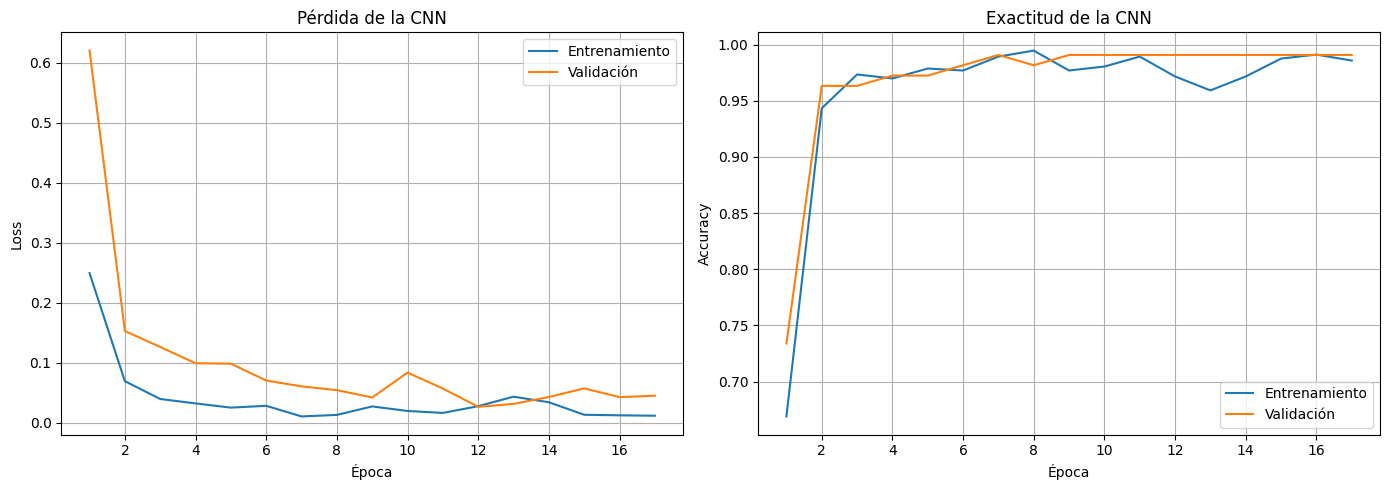 Pérdida de la CNN
0.6
0.5
0.4
0.3
0.2
0.1
0.0
Loss
2 4 6 8 10 12 14 16
Época
Entrenamiento
Validación
Exactitud de la CNN
1.00
0.95
0.90
0.85
0.80
0.75
0.70
Accuracy
2 4 6 8 10 12 14 16
Época
Entrenamiento
Validación